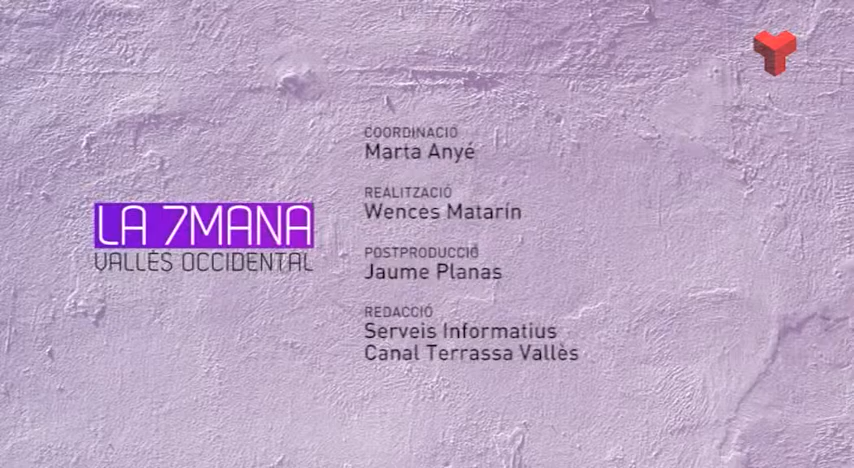 LA 7MANA
VALLÈS OCCIDENTAL
COORDINACIÓ
Marta Anyé
REALITZACIÓ
Wences Matarín
POSTPRODUCCIÓ
Jaume Planas
REDACCIÓ
Serveis Informatius
Canal Terrassa Vallès